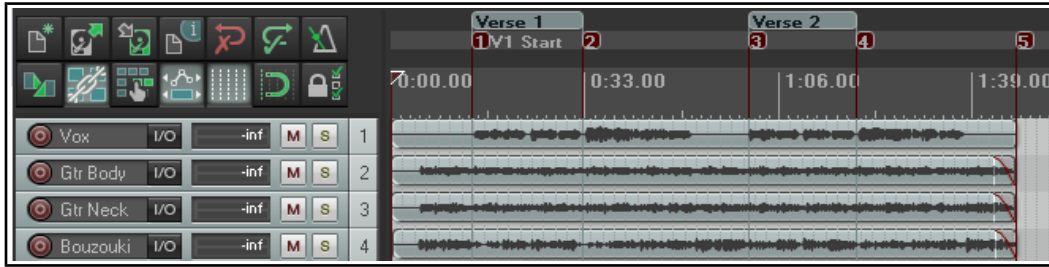 Verse 1 Verse 2
1 V1 Start 2 3 4 5
0:00.00 0:33.00 1:06.00 1:39.00
Vox I/O -inf M S 1
Gtr Body I/O -inf M S 2
Gtr Neck I/O -inf M S 3
Bouzouki I/O -inf M S 4